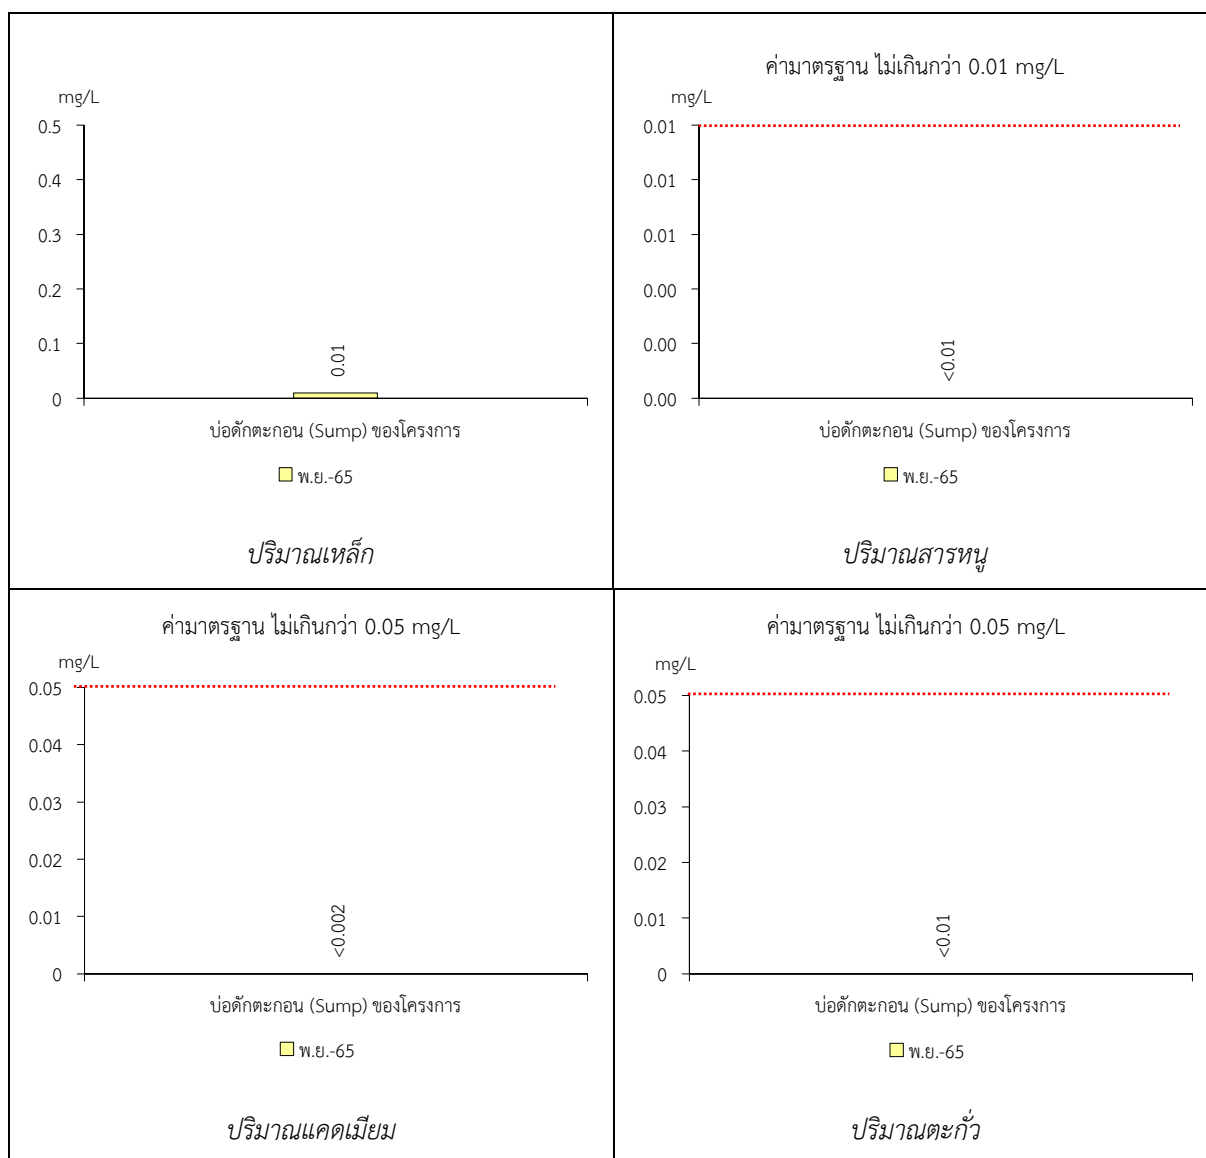 mg/L
0.5
0.4
0.3
0.2
0.1
0
0.01
บ่อดักตะกอน (Sump) ของโครงการ
พ.ย.-65
ปริมาณเหล็ก
ค่ามาตรฐาน ไม่เกินกว่า 0.01 mg/L
mg/L
0.01
0.01
0.01
0.00
0.00
0.00
<0.01
บ่อดักตะกอน (Sump) ของโครงการ
พ.ย.-65
ปริมาณสารหนู
ค่ามาตรฐาน ไม่เกินกว่า 0.05 mg/L
mg/L
0.05
0.04
0.03
0.02
0.01
0
<0.002
บ่อดักตะกอน (Sump) ของโครงการ
พ.ย.-65
ปริมาณแคดเมียม
ค่ามาตรฐาน ไม่เกินกว่า 0.05 mg/L
mg/L
0.05
0.04
0.03
0.02
0.01
0
<0.01
บ่อดักตะกอน (Sump) ของโครงการ
พ.ย.-65
ปริมาณตะกั่ว